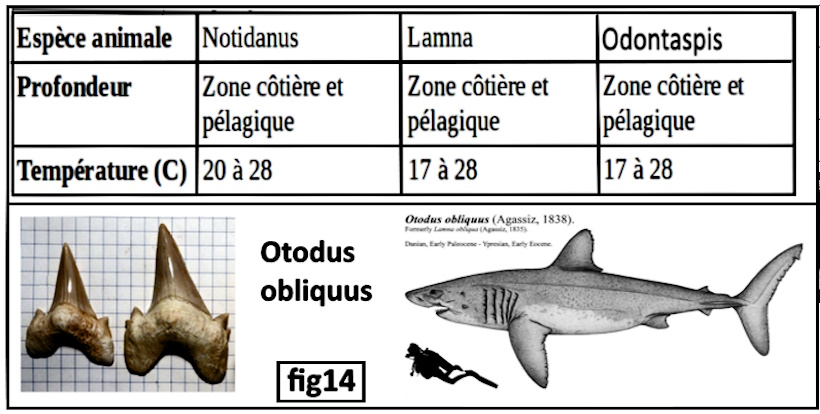 Espèce animale Notidanus Lamna Odontaspis
Profondeur Zone côtière et Zone côtière et Zone côtière et
pélagique pélagique pélagique
Température (C) 20 à 28 17 à 28 17 à 28
Otodus obliquus (Agassiz, 1838).
Formerly Lamna obliqua (Agassiz, 1835).
Danian, Early Paleocene - Ypresian, Early Eocene.
Otodus
obliquus
fig14